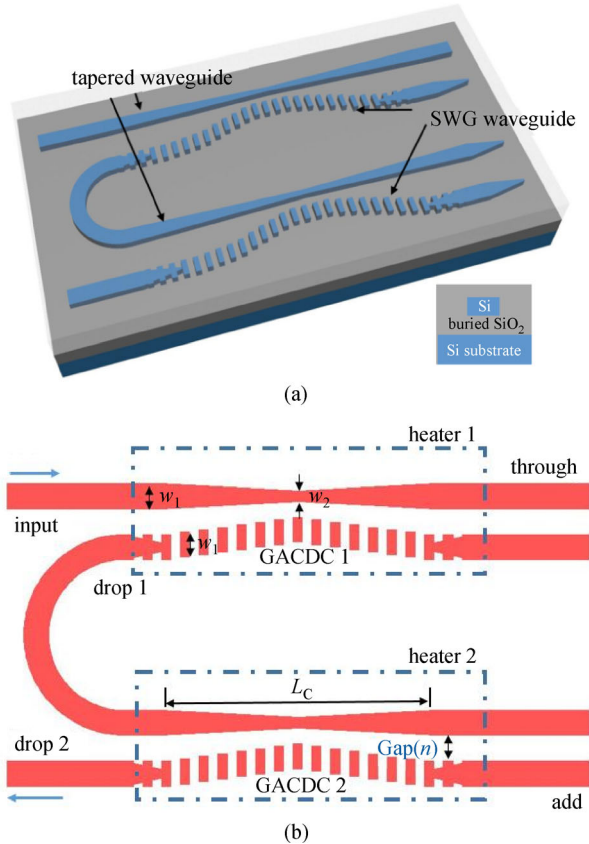 tapered waveguide
SWG waveguide
Si
buried SiO₂
Si substrate
(a)
heater 1
through
w₁
w₂
input
w₁
GACDC 1
drop 1
heater 2
L_C
drop 2
Gap(n)
GACDC 2
add
(b)